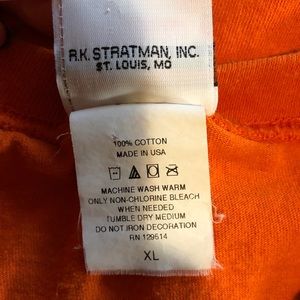 R.K. STRATMAN, INC.
ST. LOUIS, MO
100% COTTON
MADE IN USA
MACHINE WASH WARM
ONLY NON-CHLORINE BLEACH
WHEN NEEDED
TUMBLE DRY MEDIUM
DO NOT IRON DECORATION
RN 129514
XL